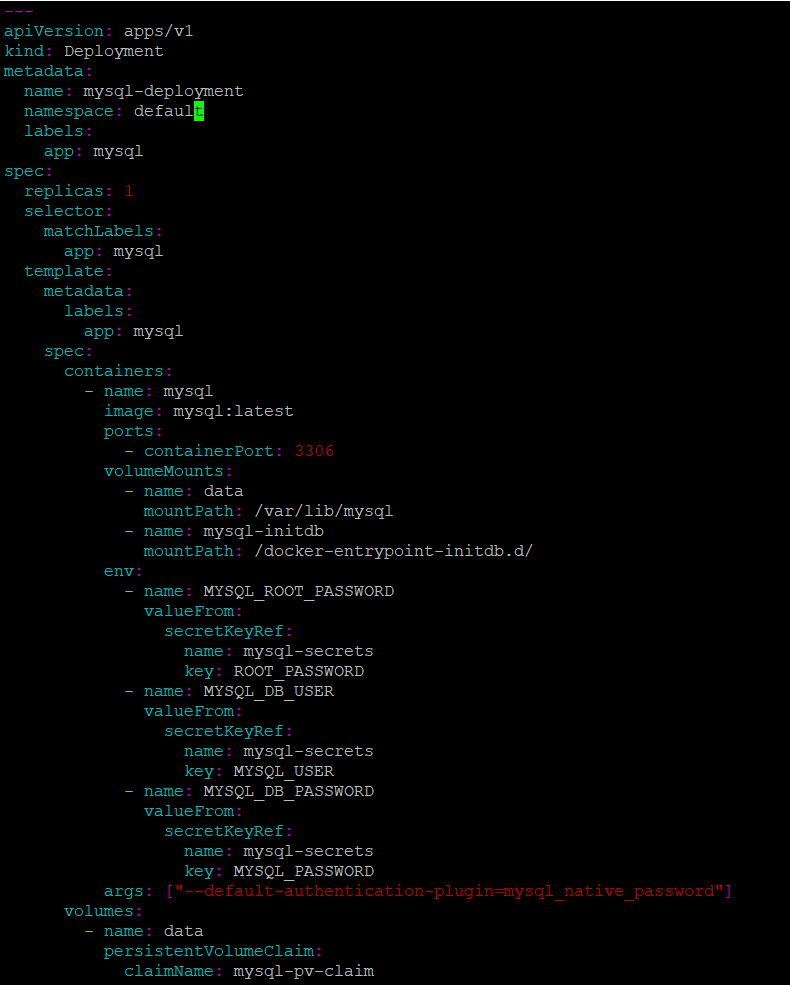 ---
apiVersion: apps/v1
kind: Deployment
metadata:
  name: mysql-deployment
  namespace: default
  labels:
    app: mysql
spec:
  replicas: 1
  selector:
    matchLabels:
      app: mysql
  template:
    metadata:
      labels:
        app: mysql
    spec:
      containers:
        - name: mysql
          image: mysql:latest
          ports:
            - containerPort: 3306
          volumeMounts:
            - name: data
              mountPath: /var/lib/mysql
            - name: mysql-initdb
              mountPath: /docker-entrypoint-initdb.d/
          env:
            - name: MYSQL_ROOT_PASSWORD
              valueFrom:
                secretKeyRef:
                  name: mysql-secrets
                  key: ROOT_PASSWORD
            - name: MYSQL_DB_USER
              valueFrom:
                secretKeyRef:
                  name: mysql-secrets
                  key: MYSQL_USER
            - name: MYSQL_DB_PASSWORD
              valueFrom:
                secretKeyRef:
                  name: mysql-secrets
                  key: MYSQL_PASSWORD
          args: ["--default-authentication-plugin=mysql_native_password"]
      volumes:
        - name: data
          persistentVolumeClaim:
            claimName: mysql-pv-claim